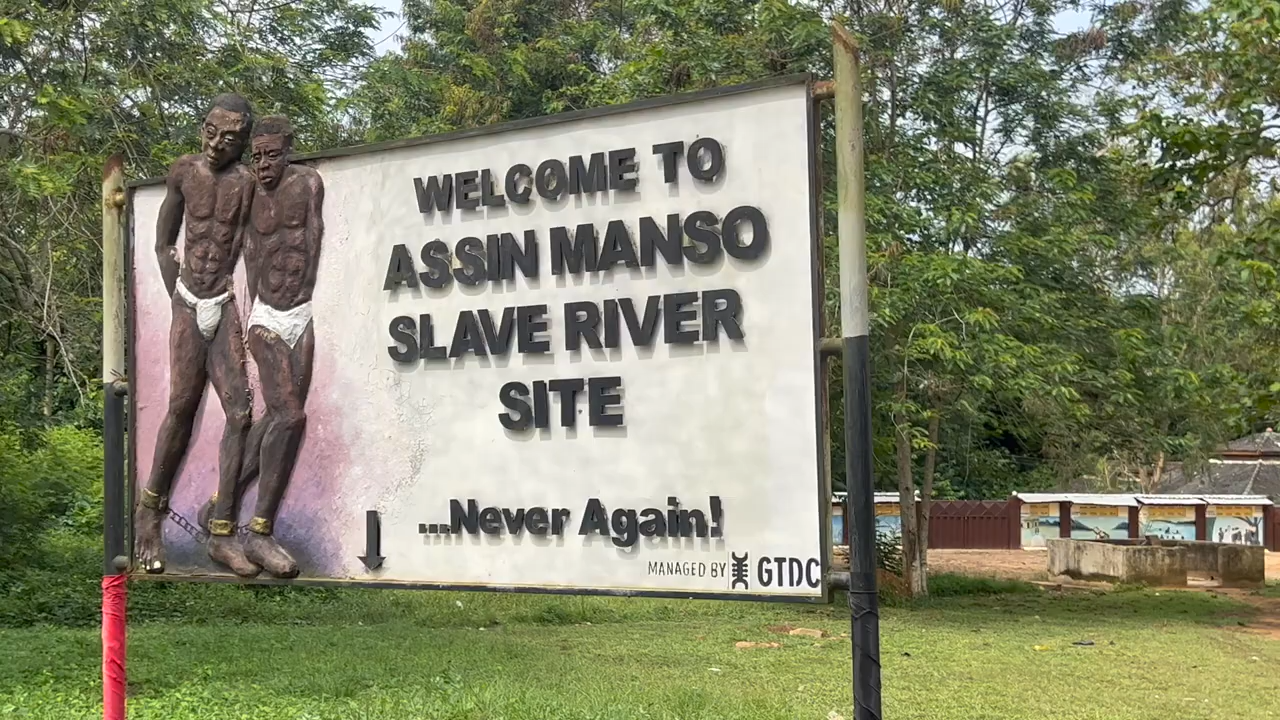 WELCOME TO
ASSIN MANSO
SLAVE RIVER
SITE
...Never Again!
MANAGED BY GTDC